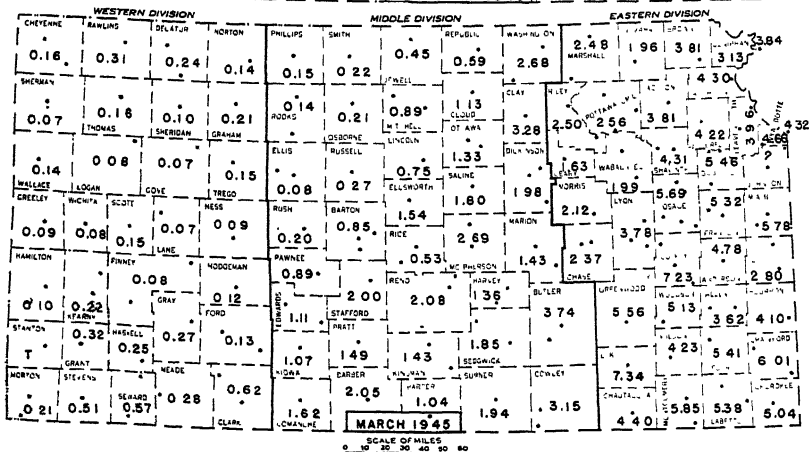 WESTERN DIVISION MIDDLE DIVISION EASTERN DIVISION
CHEYENNE RAWLINS NORTON PHILLIPS SMITH REPUBLIC
0.16 0.31 0.24 0.14 0.15 0.22 0.45 0.59 2.68 2.48 1.96 3.81 3.13 3.84
MARSHALL
SHERMAN 4.30
0.07 0.16 0.10 0.21 0.14 0.21 0.89 1.13 3.28 2.50 2.56 3.81 4.22 3.96 4.66 4.32
THOMAS SHERIDAN GRAHAM ROOKS OSBORNE CLOUD CLAY
ELLIS RUSSELL LINCOLN
0.14 0.08 0.07 0.15 0.08 0.27 0.75 1.33 1.98 1.63 1.99 4.31 5.46
WALLACE LOGAN GOVE TREGO ELLSWORTH SALINE MORRIS LYON
GREELEY SCOTT NESS RUSH BARTON RICE MARION
0.09 0.08 0.15 0.07 0.09 0.20 0.85 1.54 1.80 2.12 3.78 5.69 5.32 5.78
LANE 0.53 2.69 1.43 2.37 4.78
HAMILTON FINNEY HODGEMAN PAWNEE RENO MCPHERSON HARVEY BUTLER CHASE
0.10 0.22 0.08 0.12 0.89 2.00 2.08 1.36 3.74 5.56 7.23 2.80
GRAY FORD EDWARDS STAFFORD
STANTON HASKELL PRATT
T 0.32 0.25 0.27 0.13 1.11 1.49 1.43 1.85 7.34 5.13 3.62 4.10
GRANT MEADE KIOWA 1.07 BARBER KINGMAN SEDGWICK SUMNER COWLEY 4.23 5.41 6.01
MORTON STEVENS SEWARD 2.05 1.04
0.21 0.51 0.57 0.28 0.62 1.62 1.94 3.15 4.40 5.85 5.38 5.04
CLARK
MARCH 1945
SCALE OF MILES
0 10 20 30 40 50 60